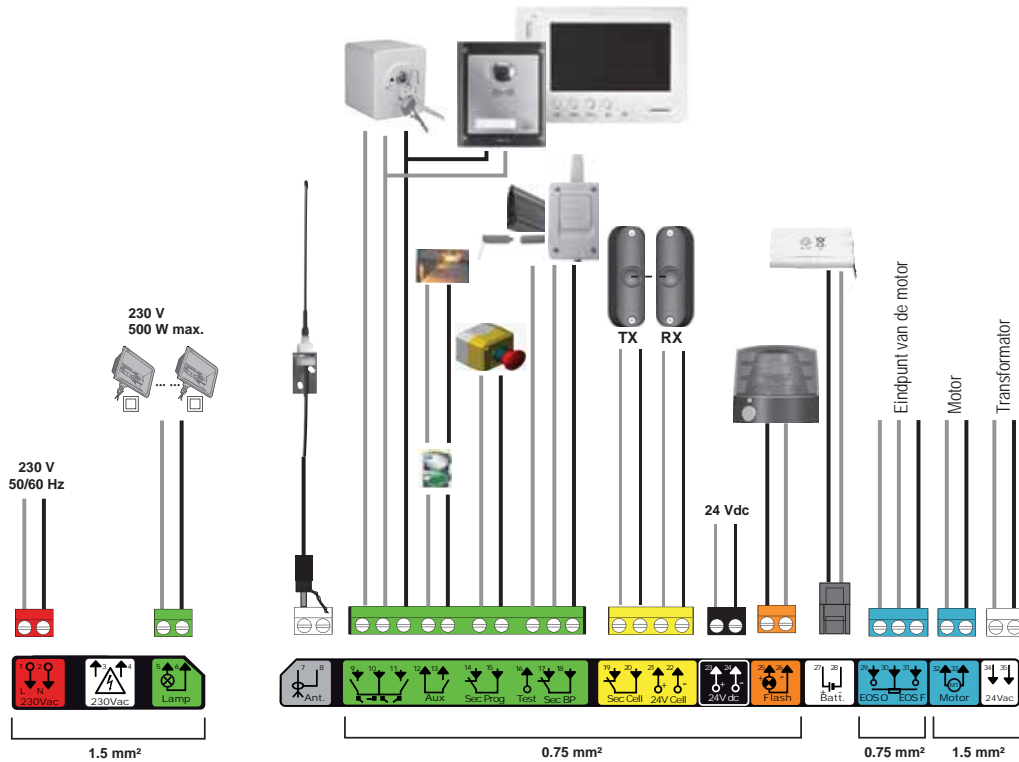 230 V
500 W max.
TX
RX
Eindpunt van de motor
Motor
Transformator
230 V
50/60 Hz
24 Vdc
1
2
L
N
230Vac
3
4
230Vac
5
6
Lamp
7
8
Ant.
9
10
11
12
13
Aux
14
15
Sec Prog
16
Test
17
18
Sec BP
19
20
Sec Cell
21
22
+
-
24V Cell
23
24
+
-
24V dc
25
26
+
-
Flash
27
28
Batt.
29
30
31
EOS O
EOS F
32
33
M1
Motor
34
35
24Vac
1.5 mm²
0.75 mm²
0.75 mm²
1.5 mm²